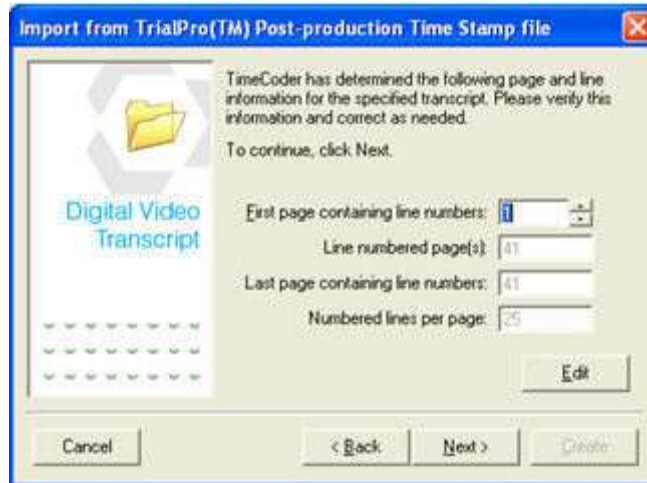 Import from TrialPro(TM) Post-production Time Stamp file
TimeCoder has determined the following page and line
information for the specified transcript. Please verify this
information and correct as needed.
To continue, click Next.
Digital Video
Transcript
First page containing line numbers: 1
Line numbered page(s): 41
Last page containing line numbers: 41
Numbered lines per page: 25
Edit
Cancel
< Back
Next >
Create